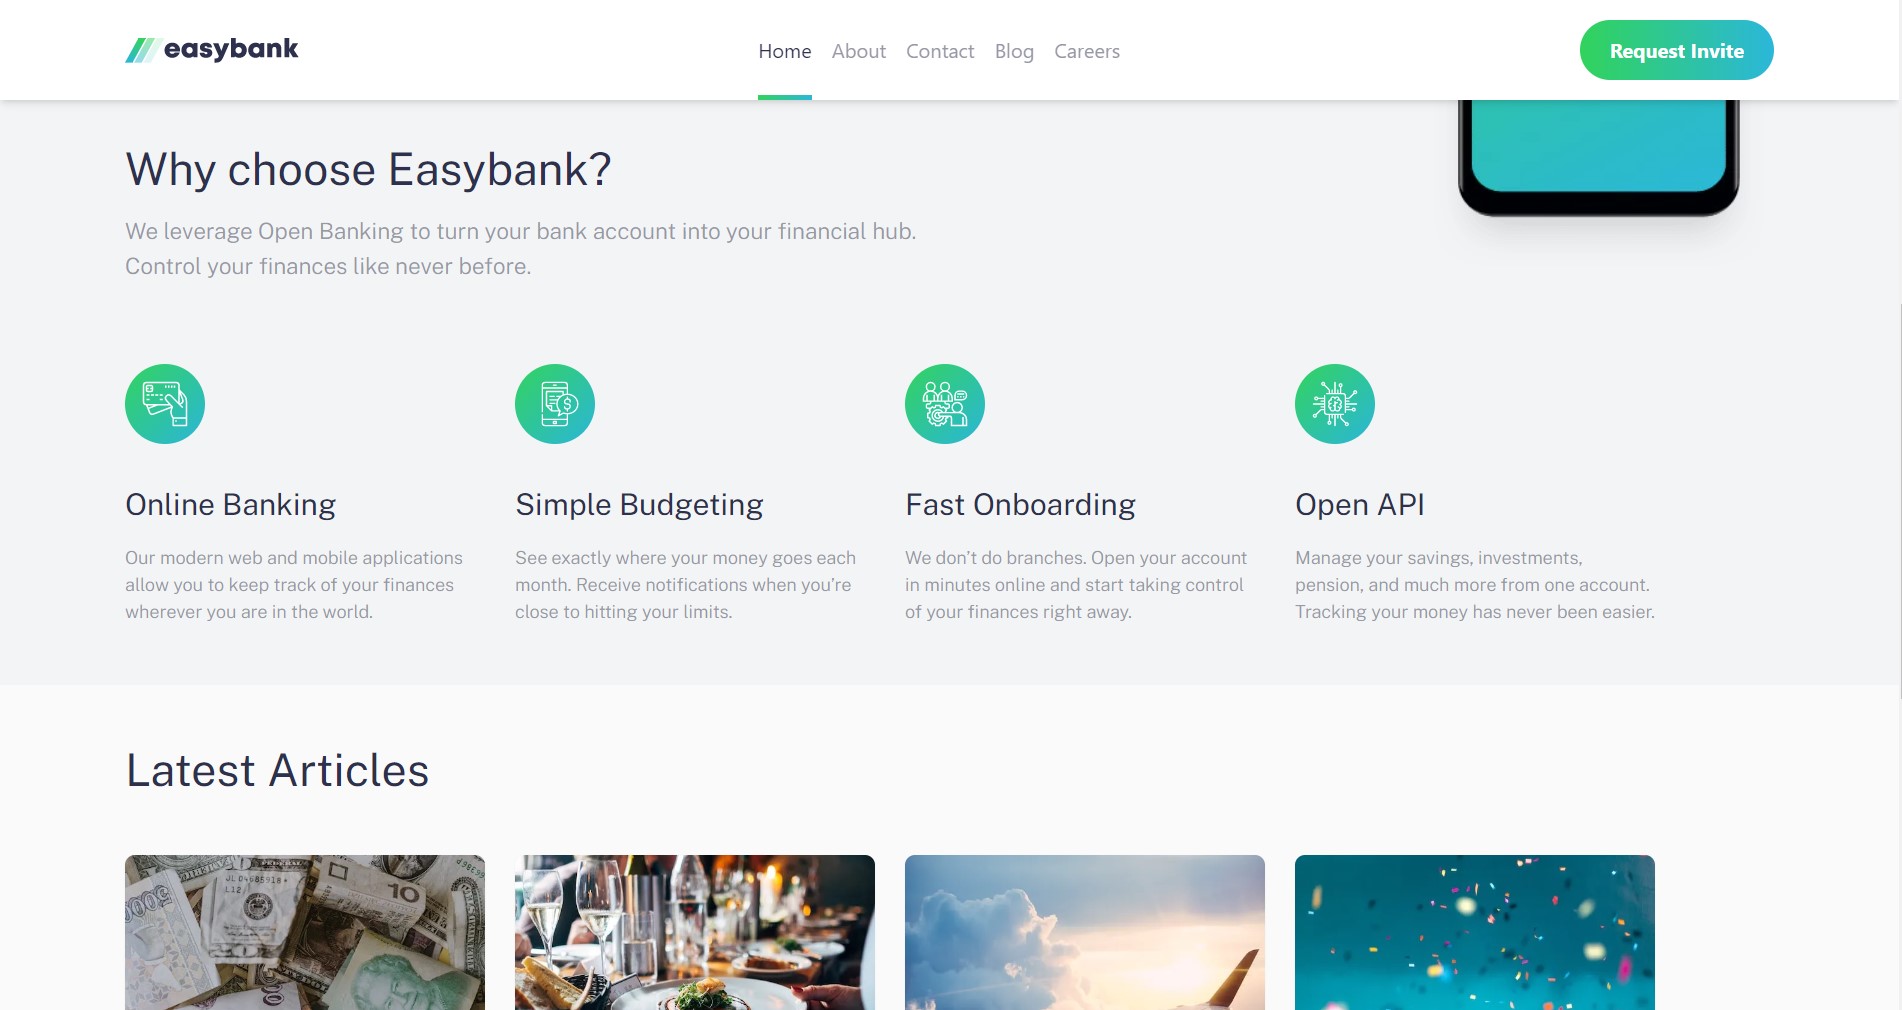 easybank
Home About Contact Blog Careers
Request Invite
Why choose Easybank?
We leverage Open Banking to turn your bank account into your financial hub.
Control your finances like never before.
Online Banking
Our modern web and mobile applications
allow you to keep track of your finances
wherever you are in the world.
Simple Budgeting
See exactly where your money goes each
month. Receive notifications when you’re
close to hitting your limits.
Fast Onboarding
We don’t do branches. Open your account
in minutes online and start taking control
of your finances right away.
Open API
Manage your savings, investments,
pension, and much more from one account.
Tracking your money has never been easier.
Latest Articles
10